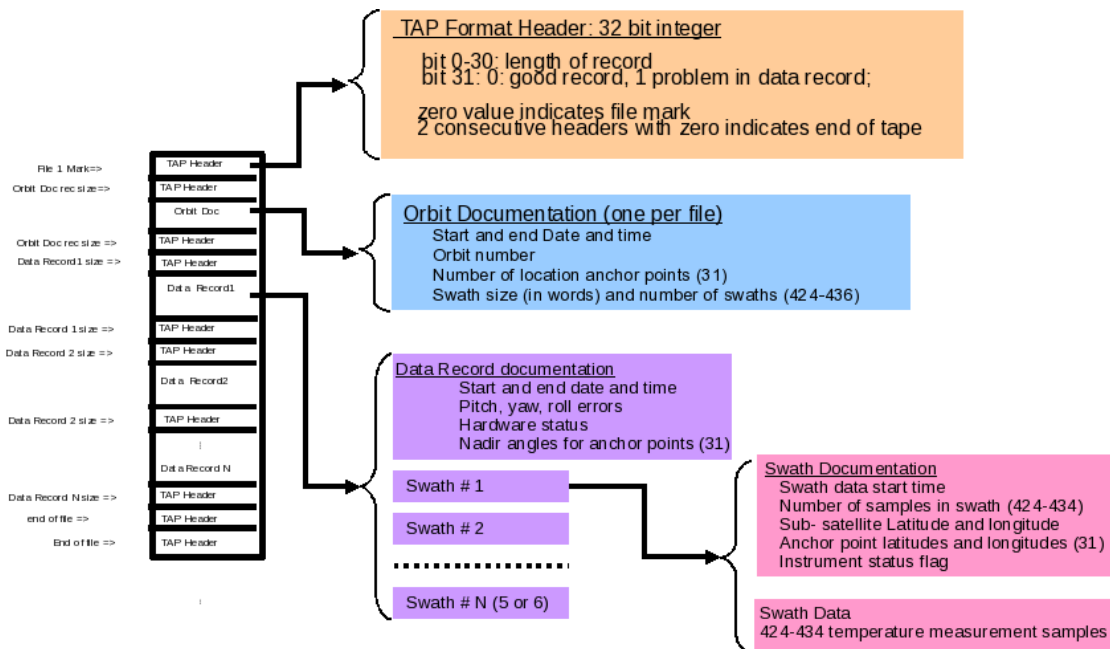 TAP Format Header: 32 bit integer
bit 0-30: length of record
bit 31: 0: good record, 1 problem in data record;
zero value indicates file mark
2 consecutive headers with zero indicates end of tape
File 1 Mark=>
TAP Header
Orbit Doc rec size=>
TAP Header
Orbit Doc
Orbit Doc rec size =>
TAP Header
Data Record1 size=>
TAP Header
Data Record1
Data Record 1 size =>
TAP Header
Data Record 2 size =>
TAP Header
Data Record2
Data Record 2 size =>
TAP Header
Data Record N
Data Record N size =>
TAP Header
end of file =>
TAP Header
End of file =>
TAP Header
Orbit Documentation (one per file)
Start and end Date and time
Orbit number
Number of location anchor points (31)
Swath size (in words) and number of swaths (424-436)
Data Record documentation
Start and end date and time
Pitch, yaw, roll errors
Hardware status
Nadir angles for anchor points (31)
Swath # 1
Swath # 2
Swath # N (5 or 6)
Swath Documentation
Swath data start time
Number of samples in swath (424-434)
Sub- satellite Latitude and longitude
Anchor point latitudes and longitudes (31)
Instrument status flag
Swath Data
424-434 temperature measurement samples